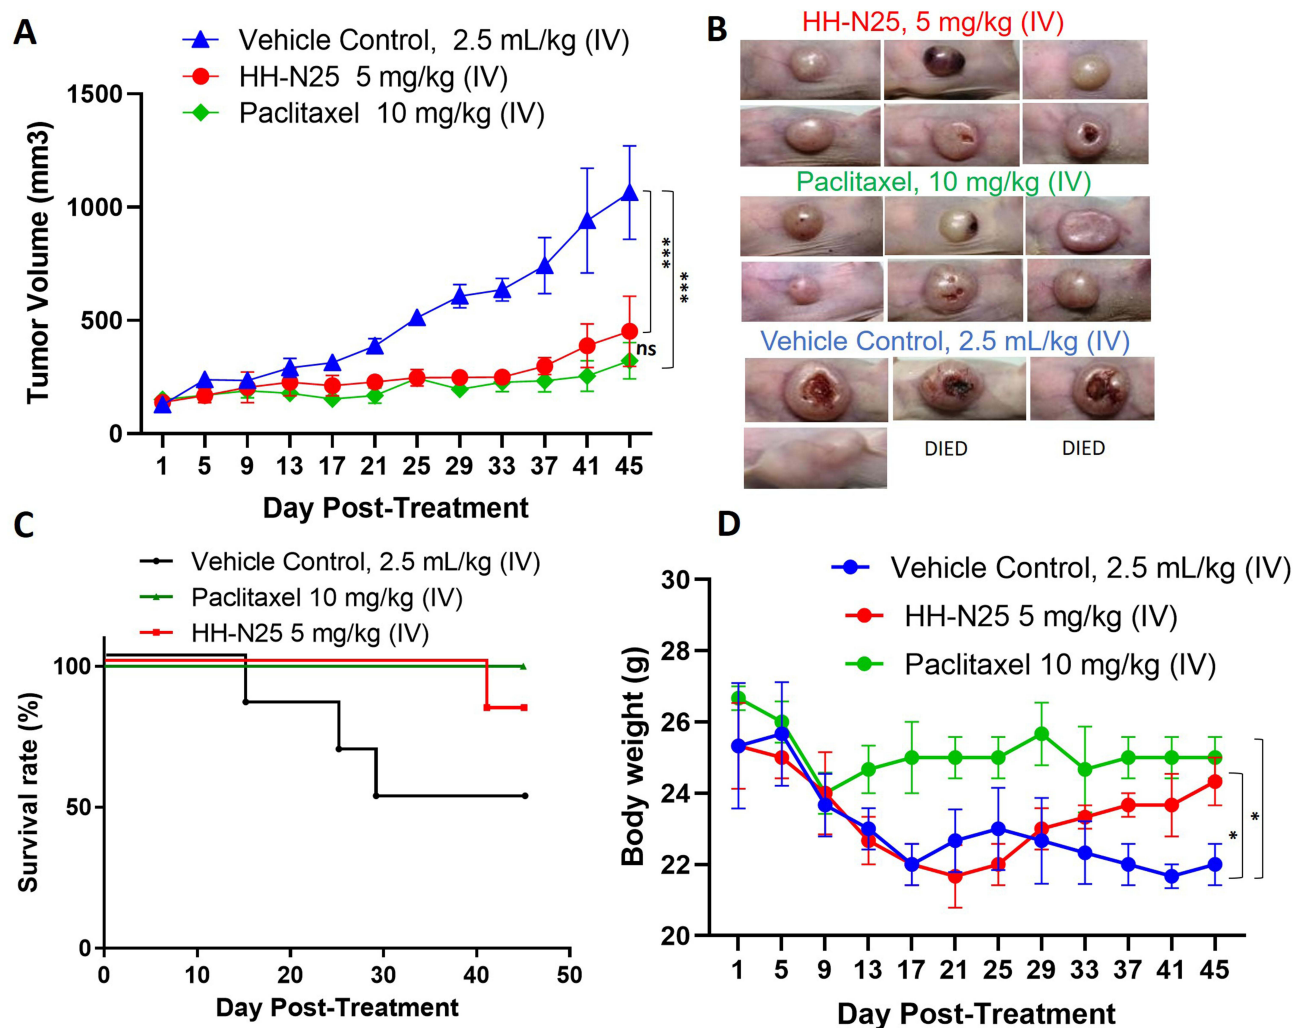 A
Vehicle Control, 2.5 mL/kg (IV)
HH-N25 5 mg/kg (IV)
Paclitaxel 10 mg/kg (IV)
Tumor Volume (mm3)
1500
1000
500
0
***
***
ns
1 5 9 13 17 21 25 29 33 37 41 45
Day Post-Treatment
B
HH-N25, 5 mg/kg (IV)
Paclitaxel, 10 mg/kg (IV)
Vehicle Control, 2.5 mL/kg (IV)
DIED DIED
C
Vehicle Control, 2.5 mL/kg (IV)
Paclitaxel 10 mg/kg (IV)
HH-N25 5 mg/kg (IV)
Survival rate (%)
100
50
0
0 10 20 30 40 50
Day Post-Treatment
D
Vehicle Control, 2.5 mL/kg (IV)
HH-N25 5 mg/kg (IV)
Paclitaxel 10 mg/kg (IV)
Body weight (g)
30
28
26
24
22
20
*
*
1 5 9 13 17 21 25 29 33 37 41 45
Day Post-Treatment